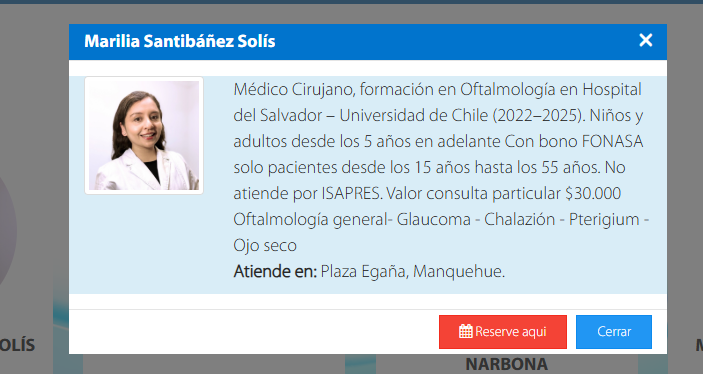 Marilia Santibáñez Solís ×
Médico Cirujano, formación en Oftalmología en Hospital
del Salvador – Universidad de Chile (2022–2025). Niños y
adultos desde los 5 años en adelante Con bono FONASA
solo pacientes desde los 15 años hasta los 55 años. No
atiende por ISAPRES. Valor consulta particular $30.000
Oftalmología general- Glaucoma - Chalazión - Pterigium -
Ojo seco
Atiende en: Plaza Egaña, Manquehue.
Reserve aqui Cerrar
OLÍS
NARBONA